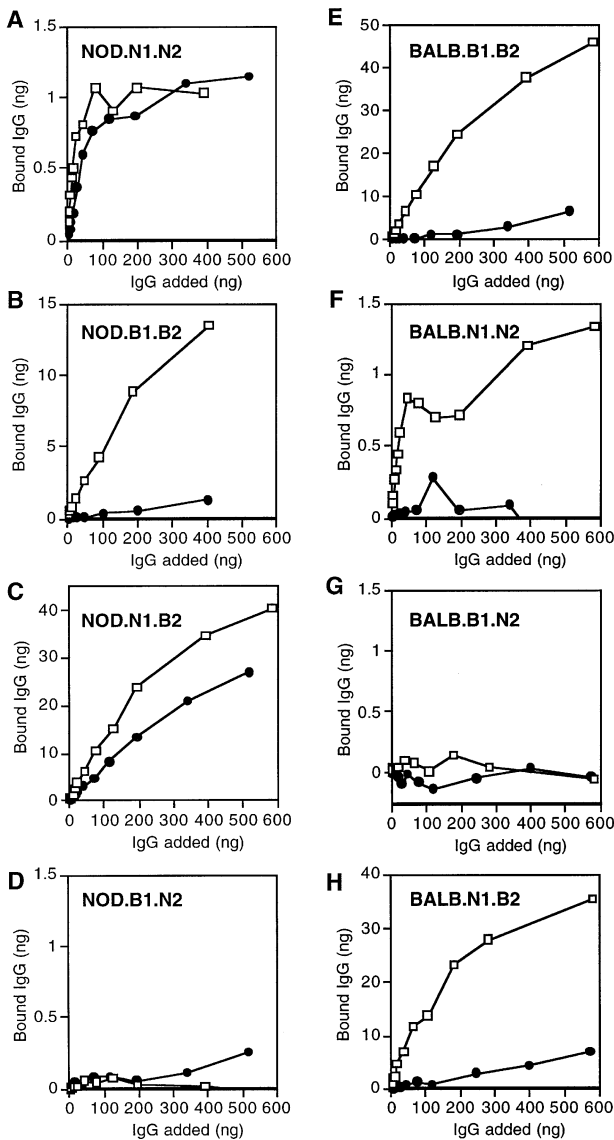 A
NOD.N1.N2
1.5
1
0.5
0
Bound IgG (ng)
0 100 200 300 400 500 600
IgG added (ng)
B
NOD.B1.B2
15
10
5
0
Bound IgG (ng)
0 100 200 300 400 500 600
IgG added (ng)
C
NOD.N1.B2
40
30
20
10
0
Bound IgG (ng)
0 100 200 300 400 500 600
IgG added (ng)
D
NOD.B1.N2
1.5
1
0.5
0
Bound IgG (ng)
0 100 200 300 400 500 600
IgG added (ng)
E
BALB.B1.B2
50
40
30
20
10
0
Bound IgG (ng)
0 100 200 300 400 500 600
IgG added (ng)
F
BALB.N1.N2
1.5
1
0.5
0
Bound IgG (ng)
0 100 200 300 400 500 600
IgG added (ng)
G
BALB.B1.N2
1.5
1
0.5
0
Bound IgG (ng)
0 100 200 300 400 500 600
IgG added (ng)
H
BALB.N1.B2
40
30
20
10
0
Bound IgG (ng)
0 100 200 300 400 500 600
IgG added (ng)